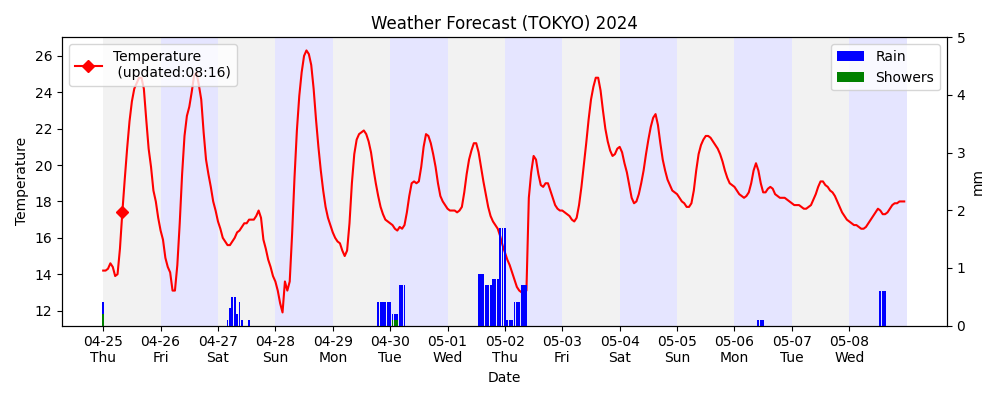 Weather Forecast (TOKYO) 2024
Temperature
(updated:08:16)
Rain
Showers
Temperature
26
24
22
20
18
16
14
12
5
4
3
2
1
0
mm
04-25 04-26 04-27 04-28 04-29 04-30 05-01 05-02 05-03 05-04 05-05 05-06 05-07 05-08
Thu Fri Sat Sun Mon Tue Wed Thu Fri Sat Sun Mon Tue Wed
Date